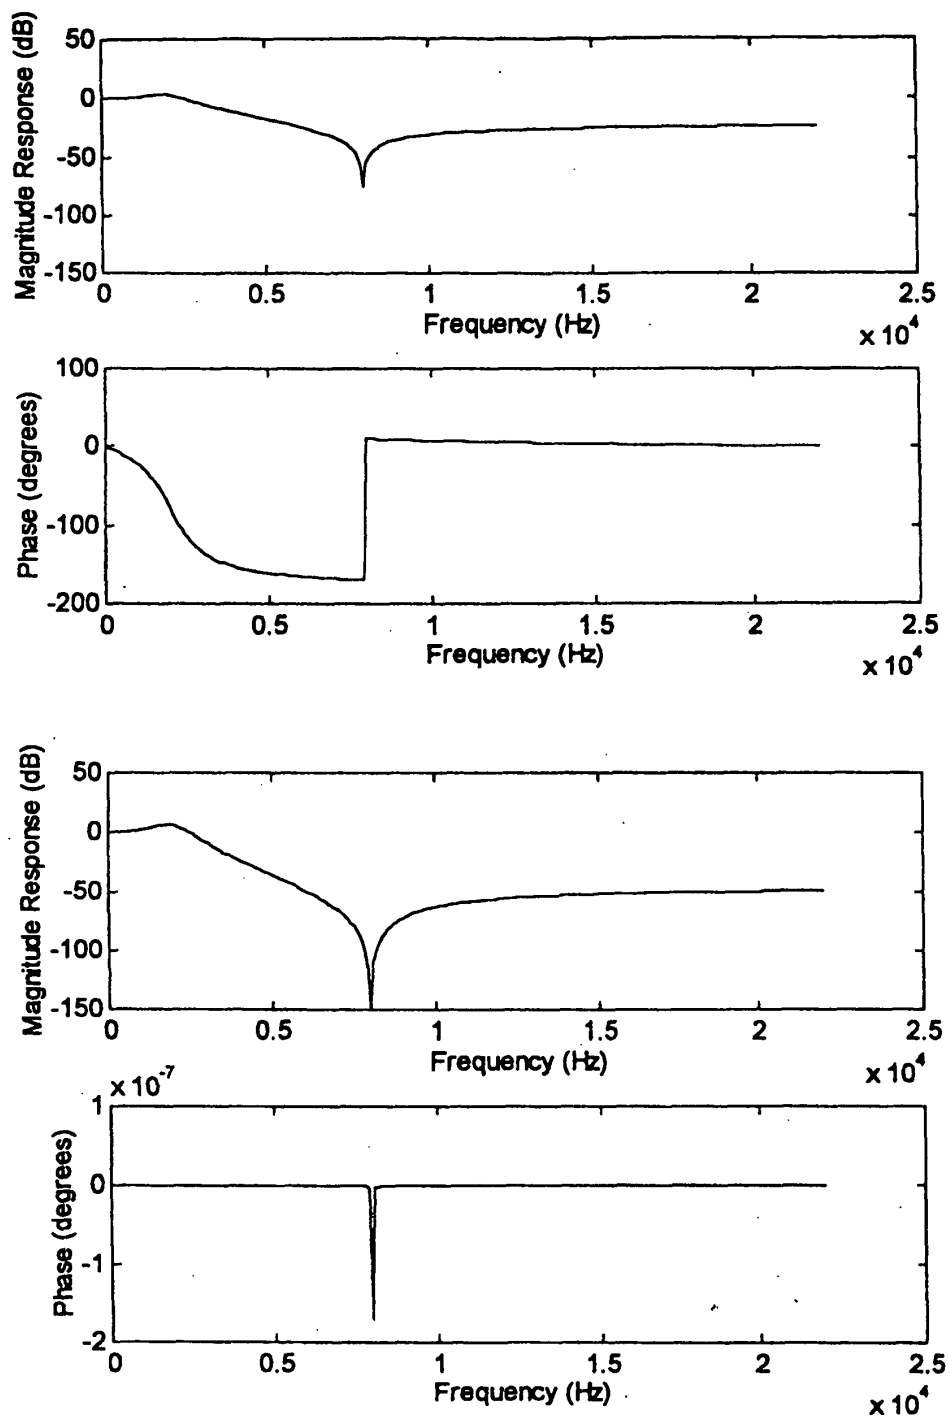 Magnitude Response (dB)
50
0
-50
-100
-150
0 0.5 1 1.5 2 2.5
Frequency (Hz)
x 10^4
Phase (degrees)
100
0
-100
-200
0 0.5 1 1.5 2 2.5
Frequency (Hz)
x 10^4
Magnitude Response (dB)
50
0
-50
-100
-150
0 0.5 1 1.5 2 2.5
Frequency (Hz)
x 10^4
x 10^-7
Phase (degrees)
1
0
-1
-2
0 0.5 1 1.5 2 2.5
Frequency (Hz)
x 10^4